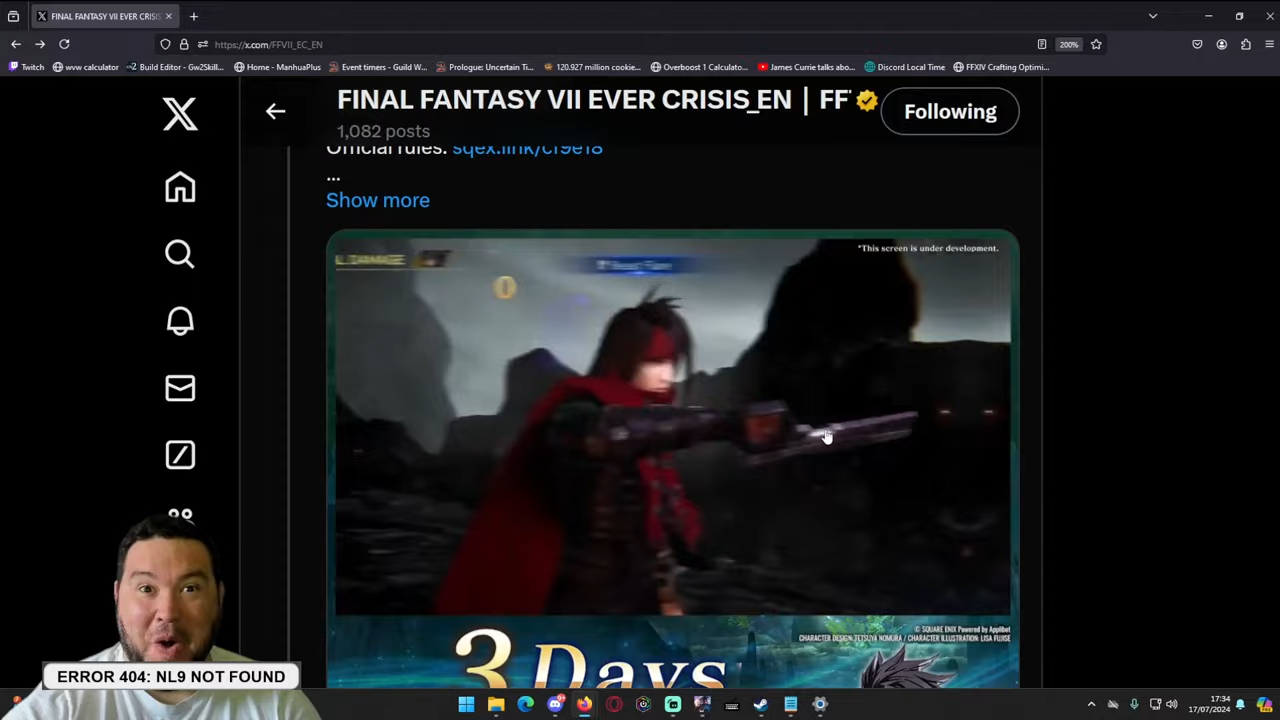 FINAL FANTASY VII EVER CRISIS
https://x.com/FFVII_EC_EN
200%
Twitch
wvw calculator
Build Editor - Gw2Skill...
Home - ManhuaPlus
Event timers - Guild W...
Prologue: Uncertain Ti...
120.927 million cookie...
Overboost 1 Calculato...
James Currie talks abo...
Discord Local Time
FFXIV Crafting Optimi...
FINAL FANTASY VII EVER CRISIS_EN | FF
Following
1,082 posts
Official rules. sqex.link/cf9e18
...
Show more
*This screen is under development.
L DAMAGE
© SQUARE ENIX Powered by Applibot
CHARACTER DESIGN: TETSUYA NOMURA / CHARACTER ILLUSTRATION: LISA FUJISE
3 Days
ERROR 404: NL9 NOT FOUND
17:34
17/07/2024